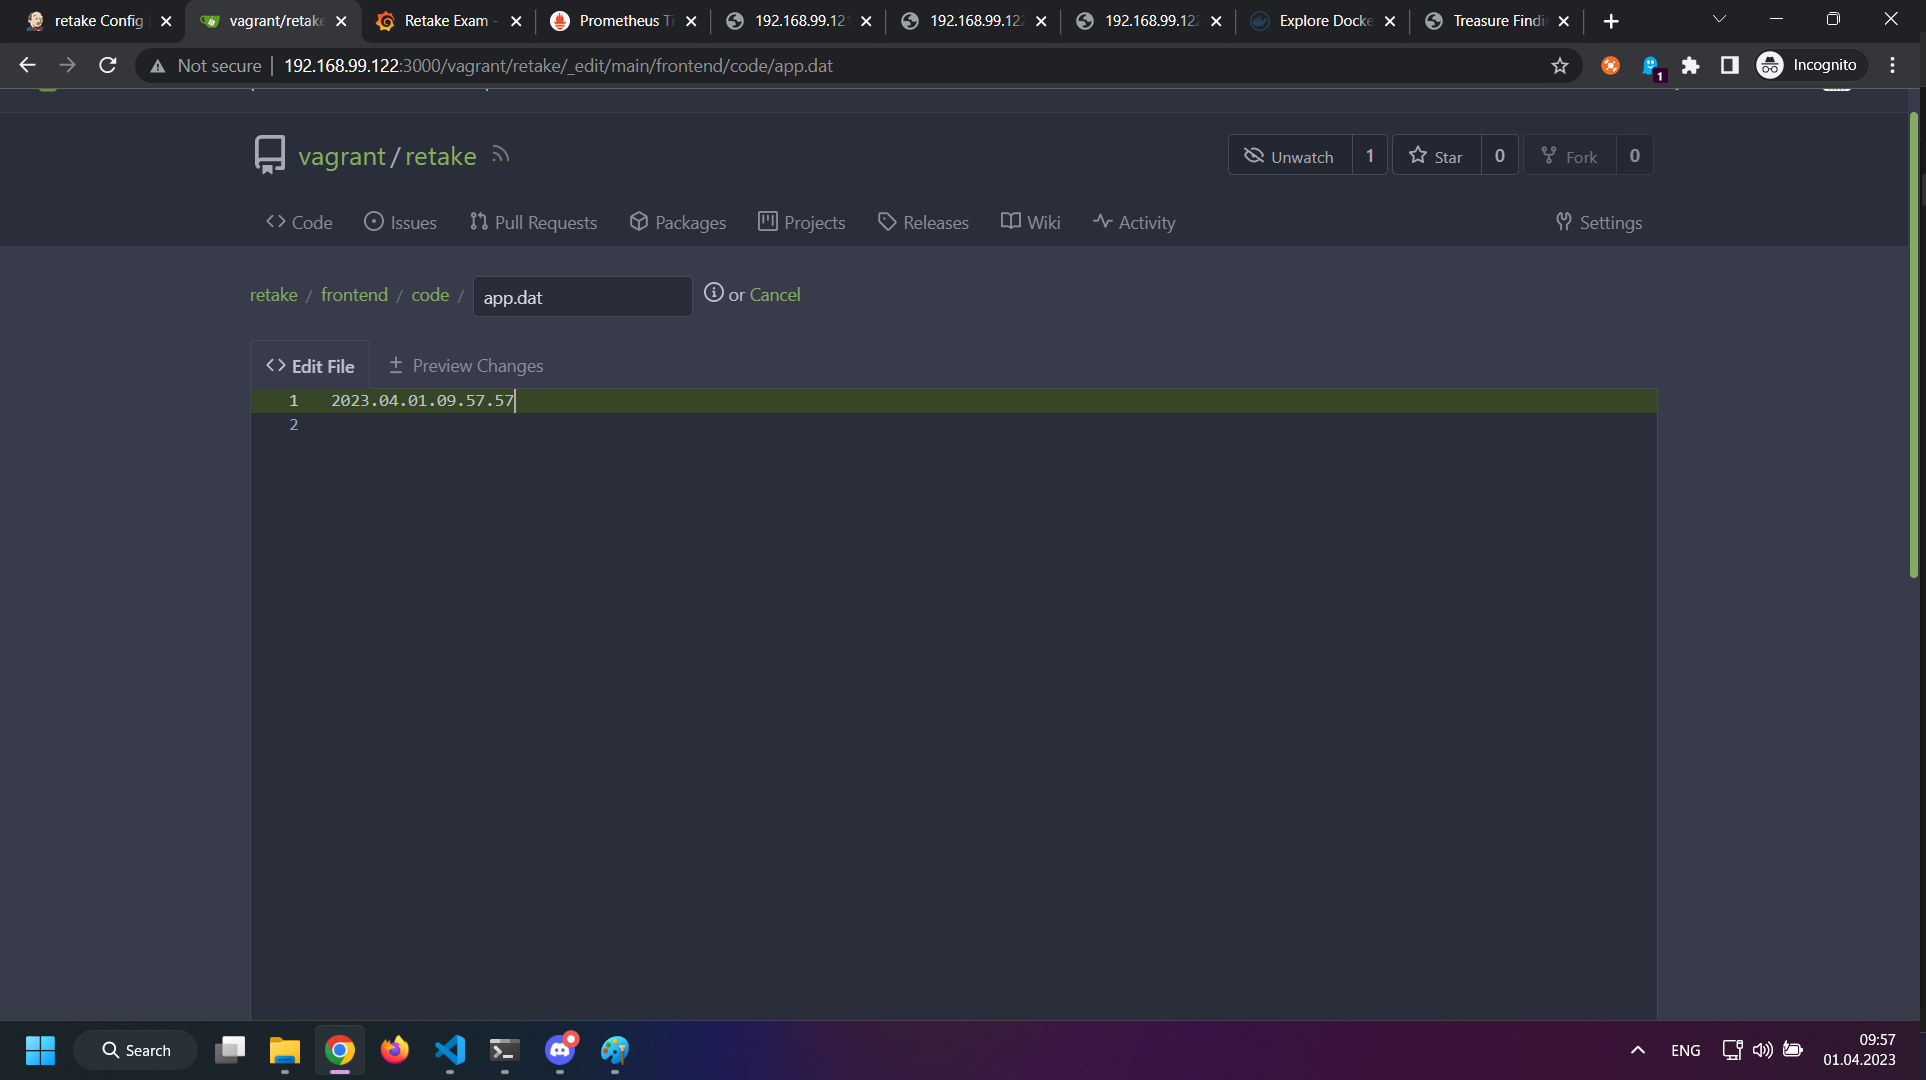 retake Config
vagrant/retake
Retake Exam -
Prometheus Ti
192.168.99.121
192.168.99.122
192.168.99.122
Explore Docke
Treasure Findi
Not secure
192.168.99.122:3000/vagrant/retake/_edit/main/frontend/code/app.dat
1
Incognito
vagrant/retake
Unwatch 1
Star 0
Fork 0
Code
Issues
Pull Requests
Packages
Projects
Releases
Wiki
Activity
Settings
retake / frontend / code / app.dat or Cancel
Edit File
Preview Changes
1 2023.04.01.09.57.57
2
Search
ENG
09:57
01.04.2023